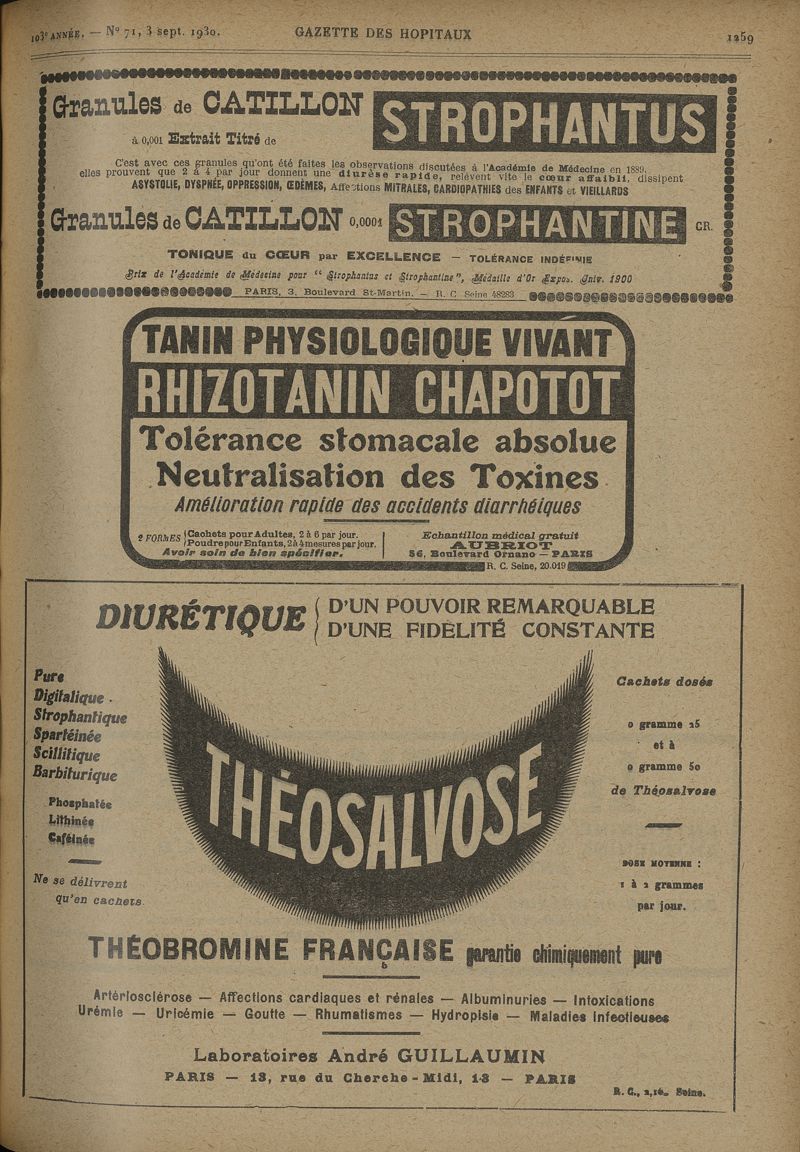 103e ANNÉE. — No 71, 3 sept. 1930. GAZETTE DES HOPITAUX 1259
Granules de CATILLON STROPHANTUS
à 0,001 Extrait Titré de
C'est avec ces granules qu'ont été faites les observations discutées à l'Académie de Médecine en 1889,
elles prouvent que 2 à 4 par jour donnent une diurèse rapide, relèvent vite le cœur affaibli, dissipent
ASYSTOLIE, DYSPNÉE, OPPRESSION, ŒDÈMES, Affections MITRALES, CARDIOPATHIES des ENFANTS et VIEILLARDS
Granules de CATILLON 0,0001 STROPHANTINE CR.
TONIQUE du CŒUR par EXCELLENCE — TOLÉRANCE INDÉFINIE
Prix de l'Académie de Médecine pour "Strophantus et Strophantine", Médaille d'Or Expos. Univ. 1900
PARIS, 3, Boulevard St-Martin. — R. C. Seine 48283
TANIN PHYSIOLOGIQUE VIVANT
RHIZOTANIN CHAPOTOT
Tolérance stomacale absolue
Neutralisation des Toxines
Amélioration rapide des accidents diarrhéiques
2 FORMES { Cachets pour Adultes, 2 à 6 par jour.
Poudre pour Enfants, 2 à 4 mesures par jour.
Avoir soin de bien spécifier.
Echantillon médical gratuit
AUBRIOT
56, Boulevard Ornano — PARIS
R. C. Seine, 20.019
DIURÉTIQUE { D'UN POUVOIR REMARQUABLE
D'UNE FIDÉLITÉ CONSTANTE
Pure
Digitalique
Strophantique
Spartéinée
Scillitique
Barbiturique
Phosphatée
Lithinée
Caféinée
Ne se délivrent
qu'en cachets
THÉOSALVOSE
Cachets dosés
0 gramme 25
et à
0 gramme 50
de Théosalvose
DOSE MOYENNE :
1 à 2 grammes
par jour.
THÉOBROMINE FRANÇAISE garantie chimiquement pure
Artériosclérose — Affections cardiaques et rénales — Albuminuries — Intoxications
Urémie — Uricémie — Goutte — Rhumatismes — Hydropisie — Maladies infectieuses
Laboratoires André GUILLAUMIN
PARIS — 13, rue du Cherche-Midi, 13 — PARIS
R. C., Seine.